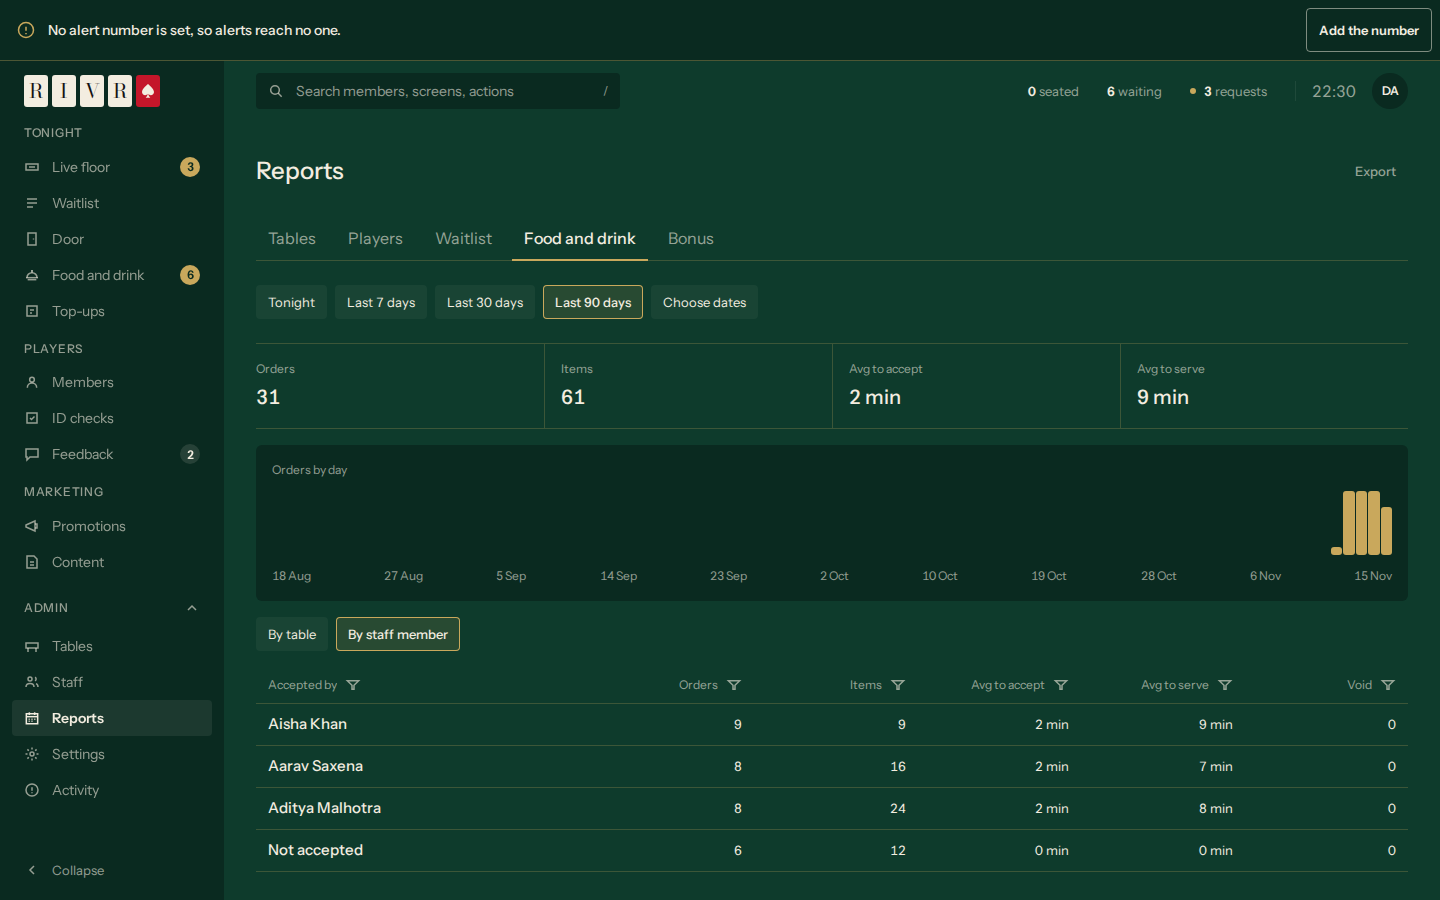 No alert number is set, so alerts reach no one.
Add the number
RIVR
Search members, screens, actions /
0 seated 6 waiting 3 requests 22:30 DA
TONIGHT
Live floor 3
Waitlist
Door
Food and drink 6
Top-ups
PLAYERS
Members
ID checks
Feedback 2
MARKETING
Promotions
Content
ADMIN
Tables
Staff
Reports
Settings
Activity
Collapse
Reports
Export
Tables Players Waitlist Food and drink Bonus
Tonight Last 7 days Last 30 days Last 90 days Choose dates
Orders Items Avg to accept Avg to serve
31 61 2 min 9 min
Orders by day
18 Aug 27 Aug 5 Sep 14 Sep 23 Sep 2 Oct 10 Oct 19 Oct 28 Oct 6 Nov 15 Nov
By table By staff member
Accepted by Orders Items Avg to accept Avg to serve Void
Aisha Khan 9 9 2 min 9 min 0
Aarav Saxena 8 16 2 min 7 min 0
Aditya Malhotra 8 24 2 min 8 min 0
Not accepted 6 12 0 min 0 min 0